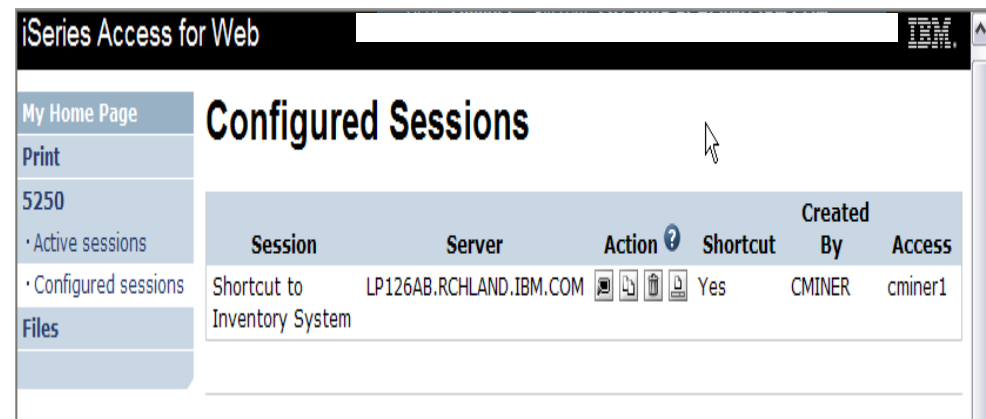 iSeries Access for Web
IBM.
My Home Page
Print
5250
·Active sessions
·Configured sessions
Files
Configured Sessions
Session Server Action ? Shortcut Created By Access
Shortcut to Inventory System LP126AB.RCHLAND.IBM.COM Yes CMINER cminer1